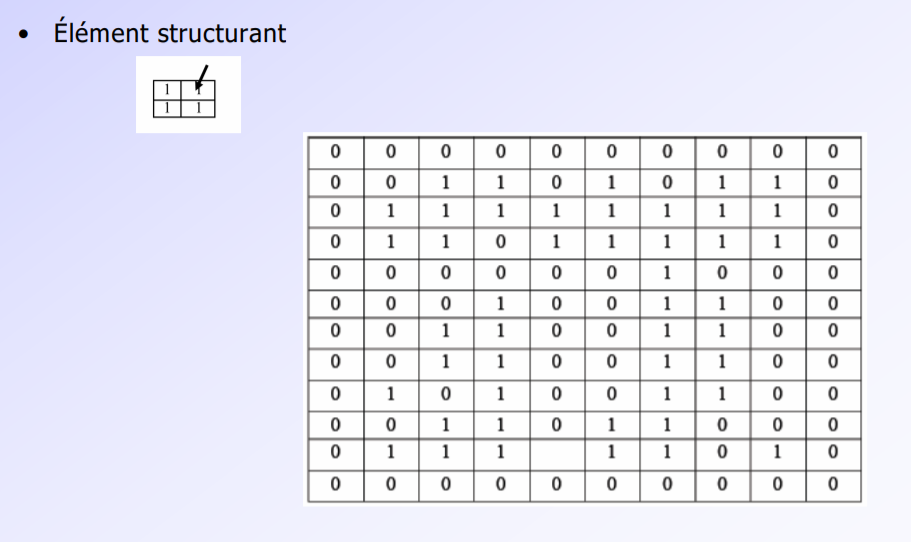 • Élément structurant
1 1
1 1
0 0 0 0 0 0 0 0 0 0
0 0 1 1 0 1 0 1 1 0
0 1 1 1 1 1 1 1 1 0
0 1 1 0 1 1 1 1 1 0
0 0 0 0 0 0 1 0 0 0
0 0 0 1 0 0 1 1 0 0
0 0 1 1 0 0 1 1 0 0
0 0 1 1 0 0 1 1 0 0
0 1 0 1 0 0 1 1 0 0
0 0 1 1 0 1 1 0 0 0
0 1 1 1 1 1 0 1 0
0 0 0 0 0 0 0 0 0 0